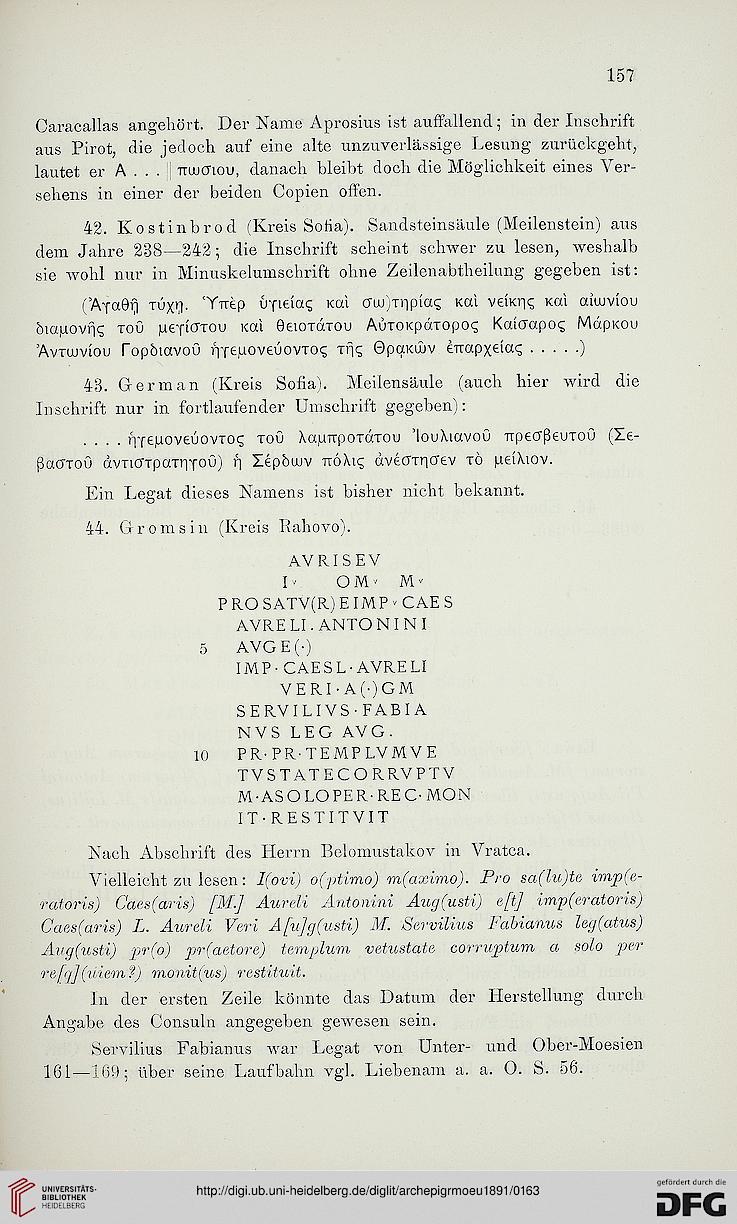 157
Caracallas angehört. Der Name Aprosius ist auffallend; in der Inschrift
aus Pirot, die jedoch auf eine alte unzuverlässige Lesung zurückgeht,
lautet er A . . . || πωσιου, danach bleibt doch die Möglichkeit eines Ver-
sehens in einer der beiden Copien offen.
42. Kostinbrod (Kreis Sofia). Sandsteinsäule (Meilenstein) aus
dem Jahre 238—242; die Inschrift scheint schwer zu lesen, weshalb
sie wohl nur in Minuskelumschrift ohne Zeilenabtheilung gegeben ist:
(Ἀγαθῇ τύχῃ. Ὑπὲρ ὑγιείας καὶ σω)τηρίας καὶ νείκης καὶ αἰωνίου
διαμονῆς τοῦ μεγίστου καὶ θειοτάτου Αὐτοκράτορος Καίσαρος Μάρκου
Ἀντωνίου Γορδιανοῦ ἡγεμονεύοντος τῆς Θρᾳκῶν ἐπαρχείας . . . . .)
43. German (Kreis Sofia). Meilensäule (auch hier wird die
Inschrift nur in fortlaufender Umschrift gegeben):
. . . . ἡγεμονεύοντος τοῦ λαμπροτάτου Ἰουλιανοῦ πρεσβευτοῦ (Σε-
βαστοῦ ἀντιστρατηγοῦ) ἡ Σέρδων πόλις ἀνέστησεν τὸ μείλιον.
Ein Legat dieses Namens ist bisher nicht bekannt.
44. Gromsin (Kreis Rahovo).
AVRISEV
Iᵛ OMᵛ Mᵛ
PROSATV(R)EIMPᵛCAES
AVRELI.ANTONINI
5 AVGE(·)
IMP·CAESL·AVRELI
VERI·A(·)GM
SERVILIVS·FABIA
NVS LEG AVG.
10 PR·PR·TEMPLVMVE
TVSTATECORRVPTV
M·ASOLOPER·REC·MON
IT·RESTITVIT
Nach Abschrift des Herrn Belomustakov in Vratca.
Vielleicht zu lesen: I(ovi) o(ptimo) m(aximo). Pro sa(lu)te imp(e-
ratoris) Caes(aris) [M.] Aureli Antonini Aug(usti) e[t] imp(eratoris)
Caes(aris) L. Aureli Veri A[u]g(usti) M. Servilius Fabianus leg(atus)
Aug(usti) pr(o) pr(aetore) templum vetustate corruptum a solo per
re[q](uiem?) monit(us) restituit.
In der ersten Zeile könnte das Datum der Herstellung durch
Angabe des Consuln angegeben gewesen sein.
Servilius Fabianus war Legat von Unter- und Ober-Moesien
161—169; über seine Laufbahn vgl. Liebenam a. a. O. S. 56.
UNIVERSITÄTS-
BIBLIOTHEK
HEIDELBERG
http://digi.ub.uni-heidelberg.de/diglit/archepigrmoeu1891/0163
gefördert durch die
DFG